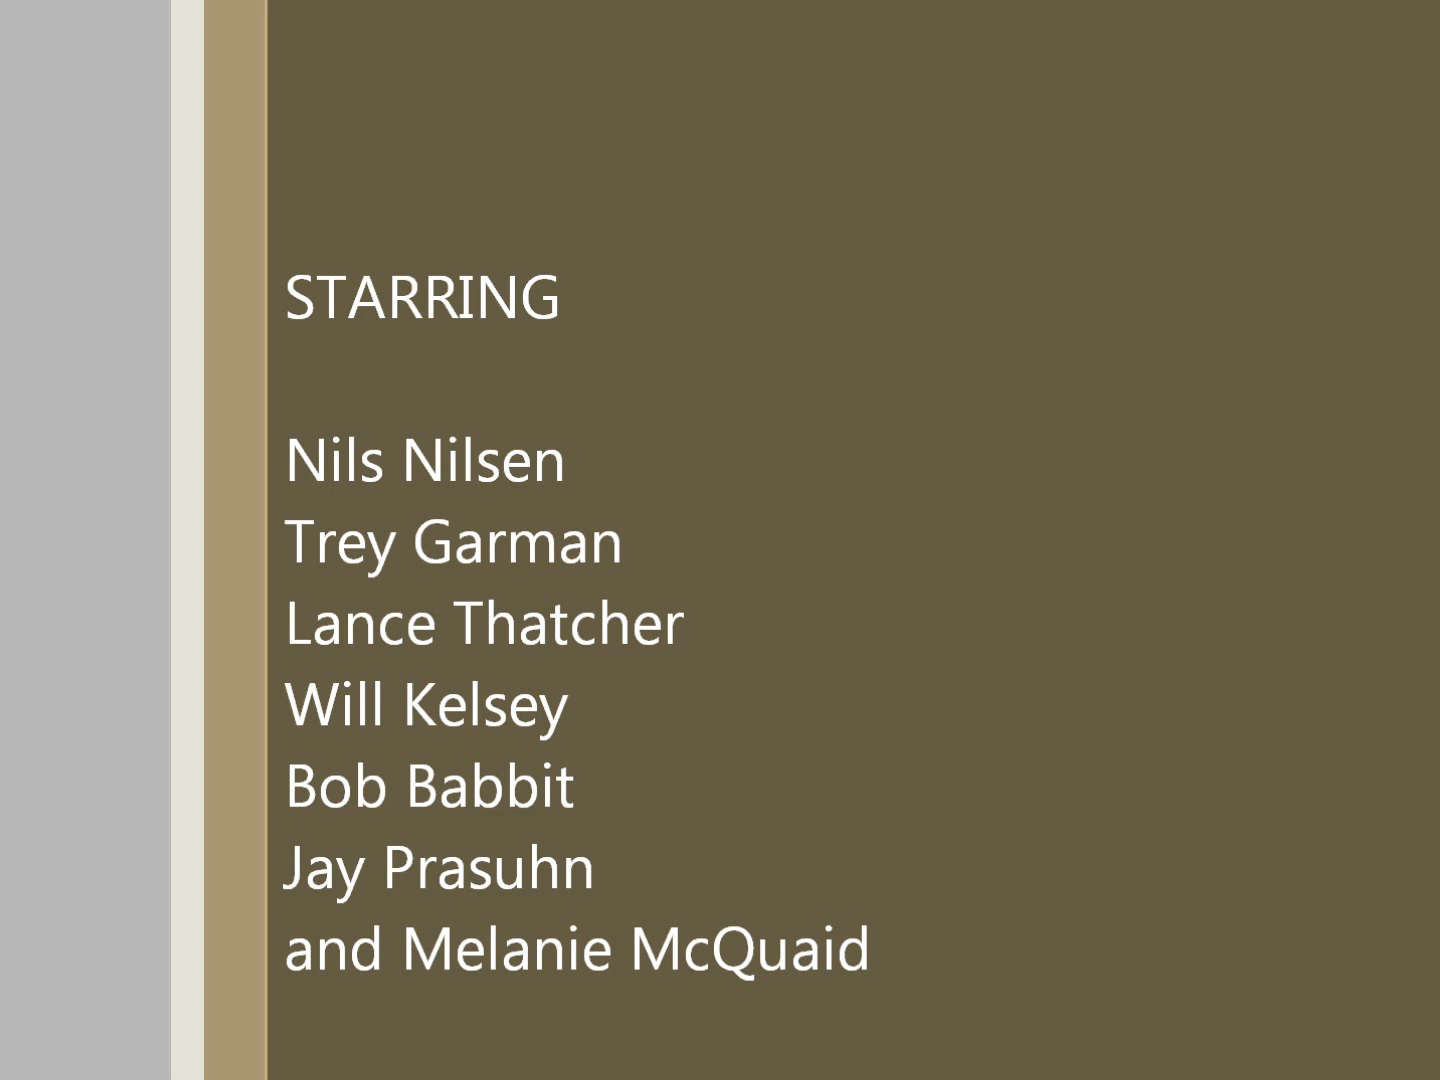 STARRING
Nils Nilsen
Trey Garman
Lance Thatcher
Will Kelsey
Bob Babbit
Jay Prasuhn
and Melanie McQuaid